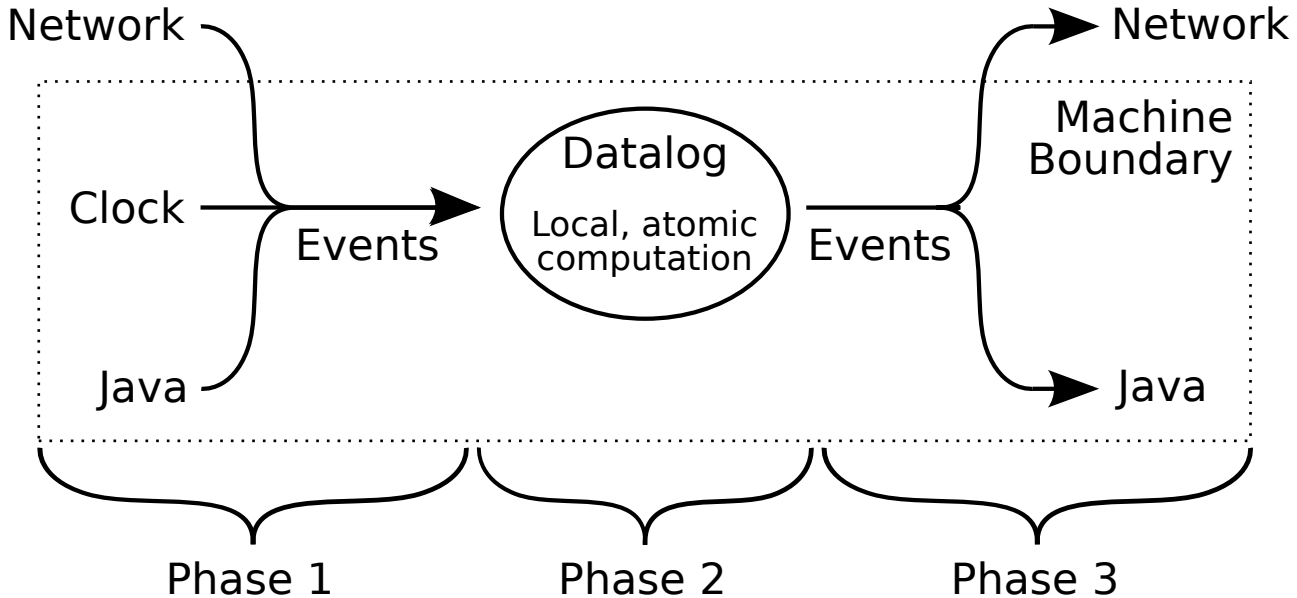 Network
Network
Machine
Boundary
Datalog
Clock
Local, atomic
computation
Events
Events
Java
Java
Phase 1
Phase 2
Phase 3